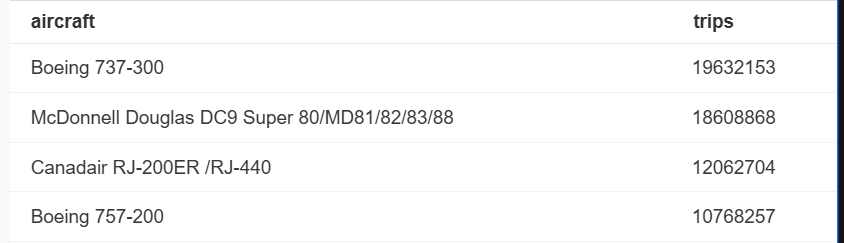 aircraft trips
Boeing 737-300 19632153
McDonnell Douglas DC9 Super 80/MD81/82/83/88 18608868
Canadair RJ-200ER /RJ-440 12062704
Boeing 757-200 10768257